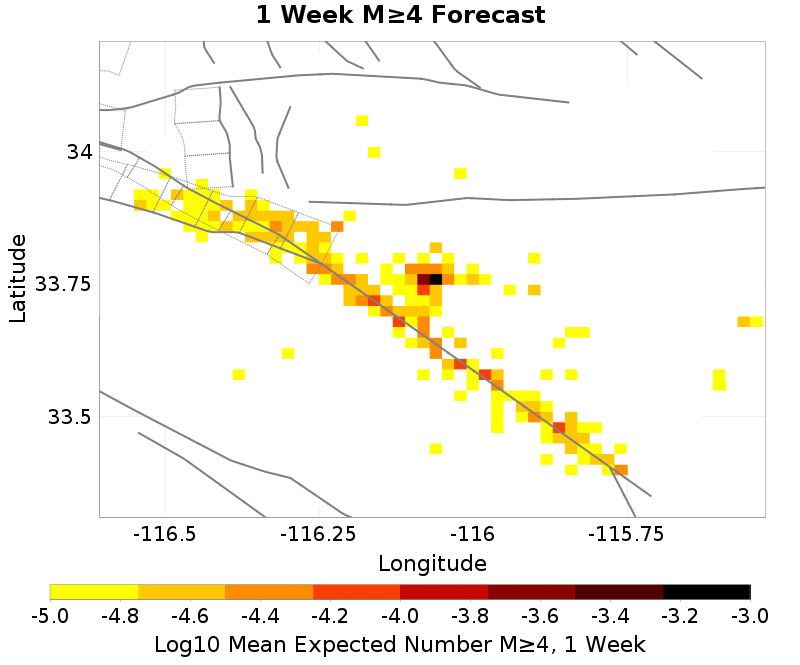 1 Week M≥4 Forecast
34
33.75
33.5
Latitude
-116.5 -116.25 -116 -115.75
Longitude
-5.0 -4.8 -4.6 -4.4 -4.2 -4.0 -3.8 -3.6 -3.4 -3.2 -3.0
Log10 Mean Expected Number M≥4, 1 Week